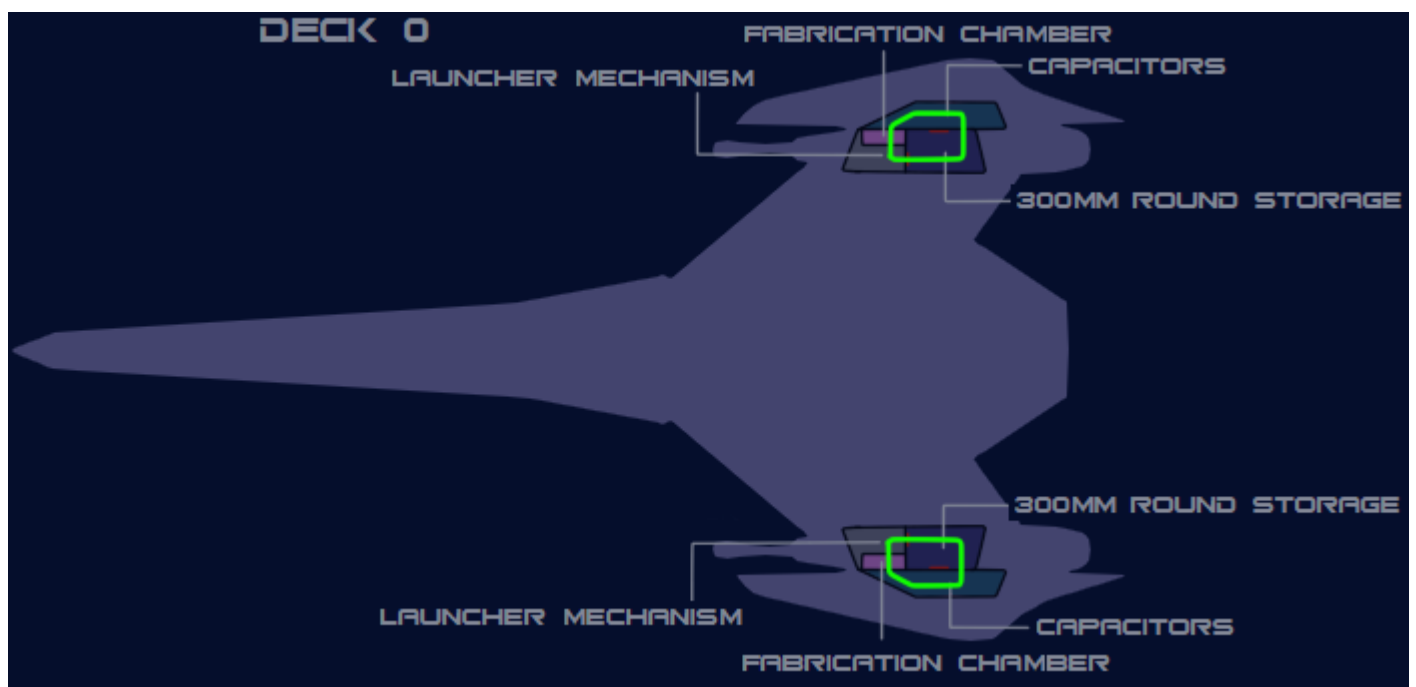 DECK 0
FABRICATION CHAMBER
CAPACITORS
LAUNCHER MECHANISM
300MM ROUND STORAGE
300MM ROUND STORAGE
LAUNCHER MECHANISM
CAPACITORS
FABRICATION CHAMBER